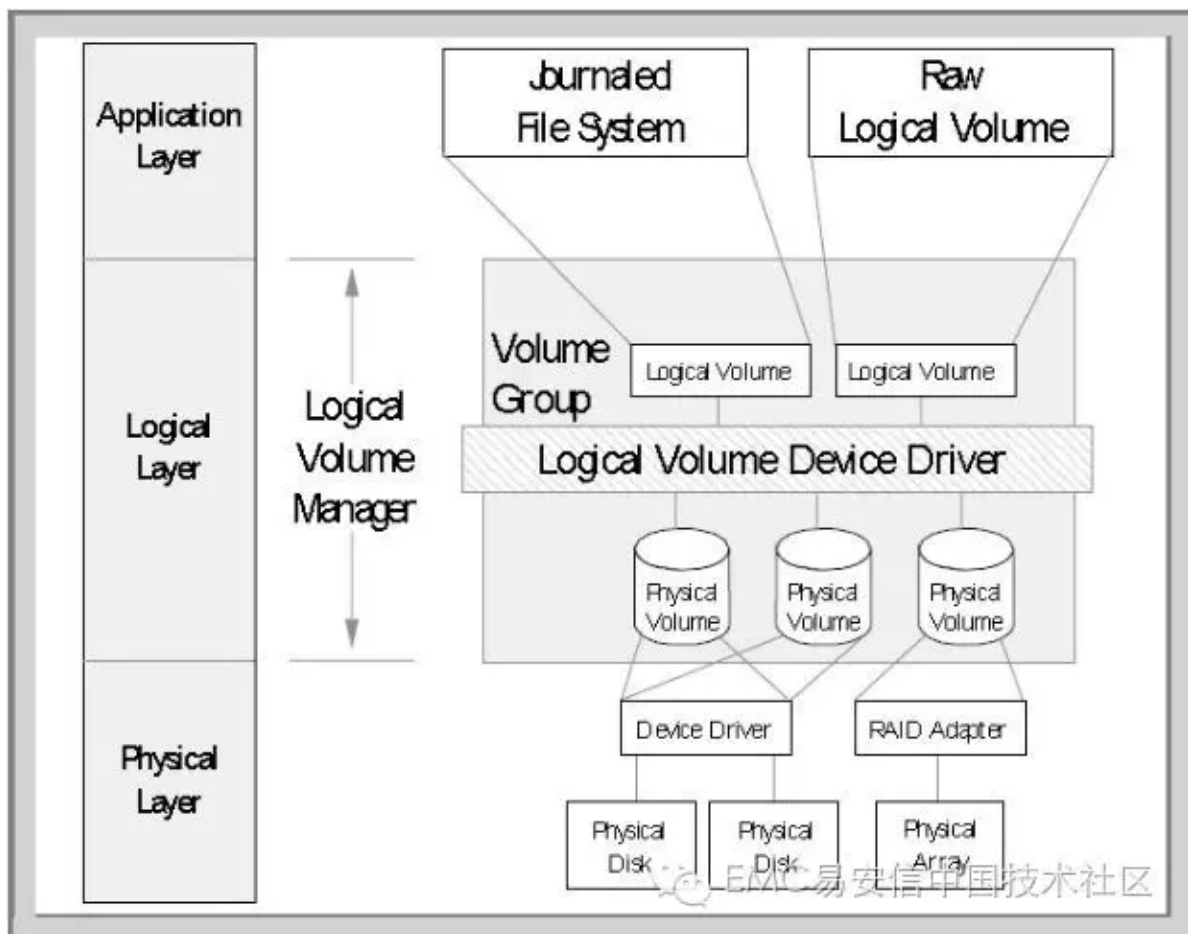 Application
Layer
Logical
Layer
Physical
Layer
Logical
Volume
Manager
Journaled
File System
Raw
Logical Volume
Volume
Group
Logical Volume
Logical Volume
Logical Volume Device Driver
Physical
Volume
Physical
Volume
Physical
Volume
Device Driver
RAID Adapter
Physical
Disk
Physical
Disk
Physical
Array
EMC易安信中国技术社区